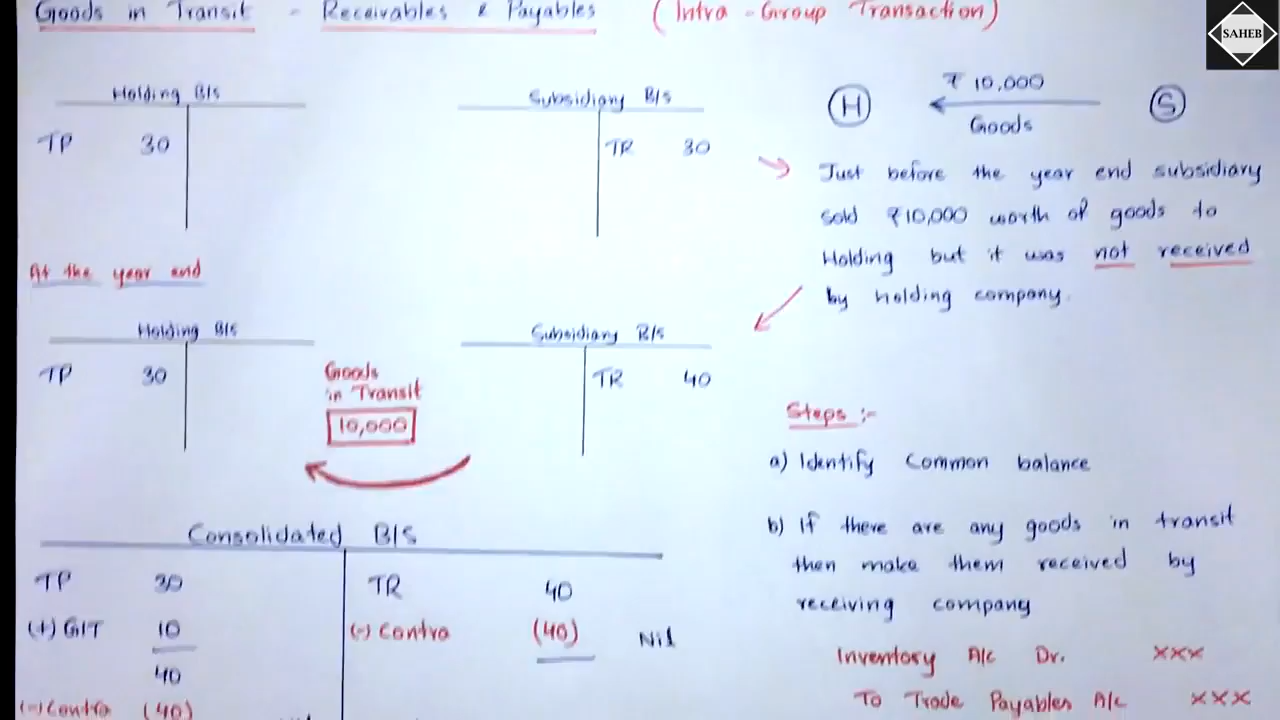 Goods in Transit - Receivables & Payables (Intra-Group Transaction)
SAHEB
Holding B/S
TP 30
Subsidiary B/S
TR 30
H ₹ 10,000 S
Goods
Just before the year end subsidiary
sold ₹10,000 worth of goods to
Holding but it was not received
by holding company.
At the year end
Holding B/S
TP 30
Goods
in Transit
10,000
Subsidiary B/S
TR 40
Steps :-
a) Identify common balance
b) If there are any goods in transit
then make them received by
receiving company
Inventory A/c Dr. xxx
To Trade Payables A/c xxx
Consolidated B/S
TP 30 TR 40
(+) GIT 10 (-) Contra (40) Nil
40
(-) Contra (40)